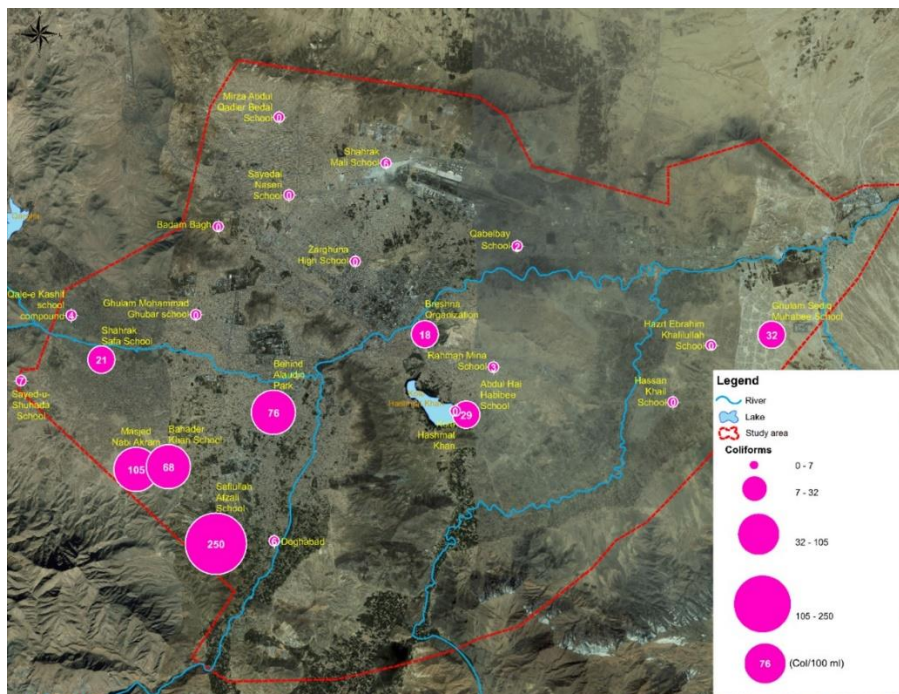 Mirza Abdul
Qadier Bedal
School
0
Shahrak
Mali School
6
Sayedal
Naseri
School
0
Badam Bagh
0
Zarghuna
High School
0
Qabelbay
School
2
Qale-e Kashif
school
compound
4
Ghulam Mohammad
Ghubar school
0
Breshna
Organization
18
Ghulam Sediq
Muhabee School
32
Shahrak
Safa School
21
Hazrt Ebrahim
Khalilullah
School
0
Rahman Mina
School
3
Sayed-u-
Shuhada
School
7
Behind
Alaudin
Park
76
Abdul Hai
Habibee
School
29
0
Hashmat
Khan
Hassan
Khail
School
0
Masjed
Nabi Akram
105
Bahader
Khan School
68
Safiullah
Afzali
School
250
Doghabad
6
Legend
River
Lake
Study area
Coliforms
0 - 7
7 - 32
32 - 105
105 - 250
76
(Col/100 ml)